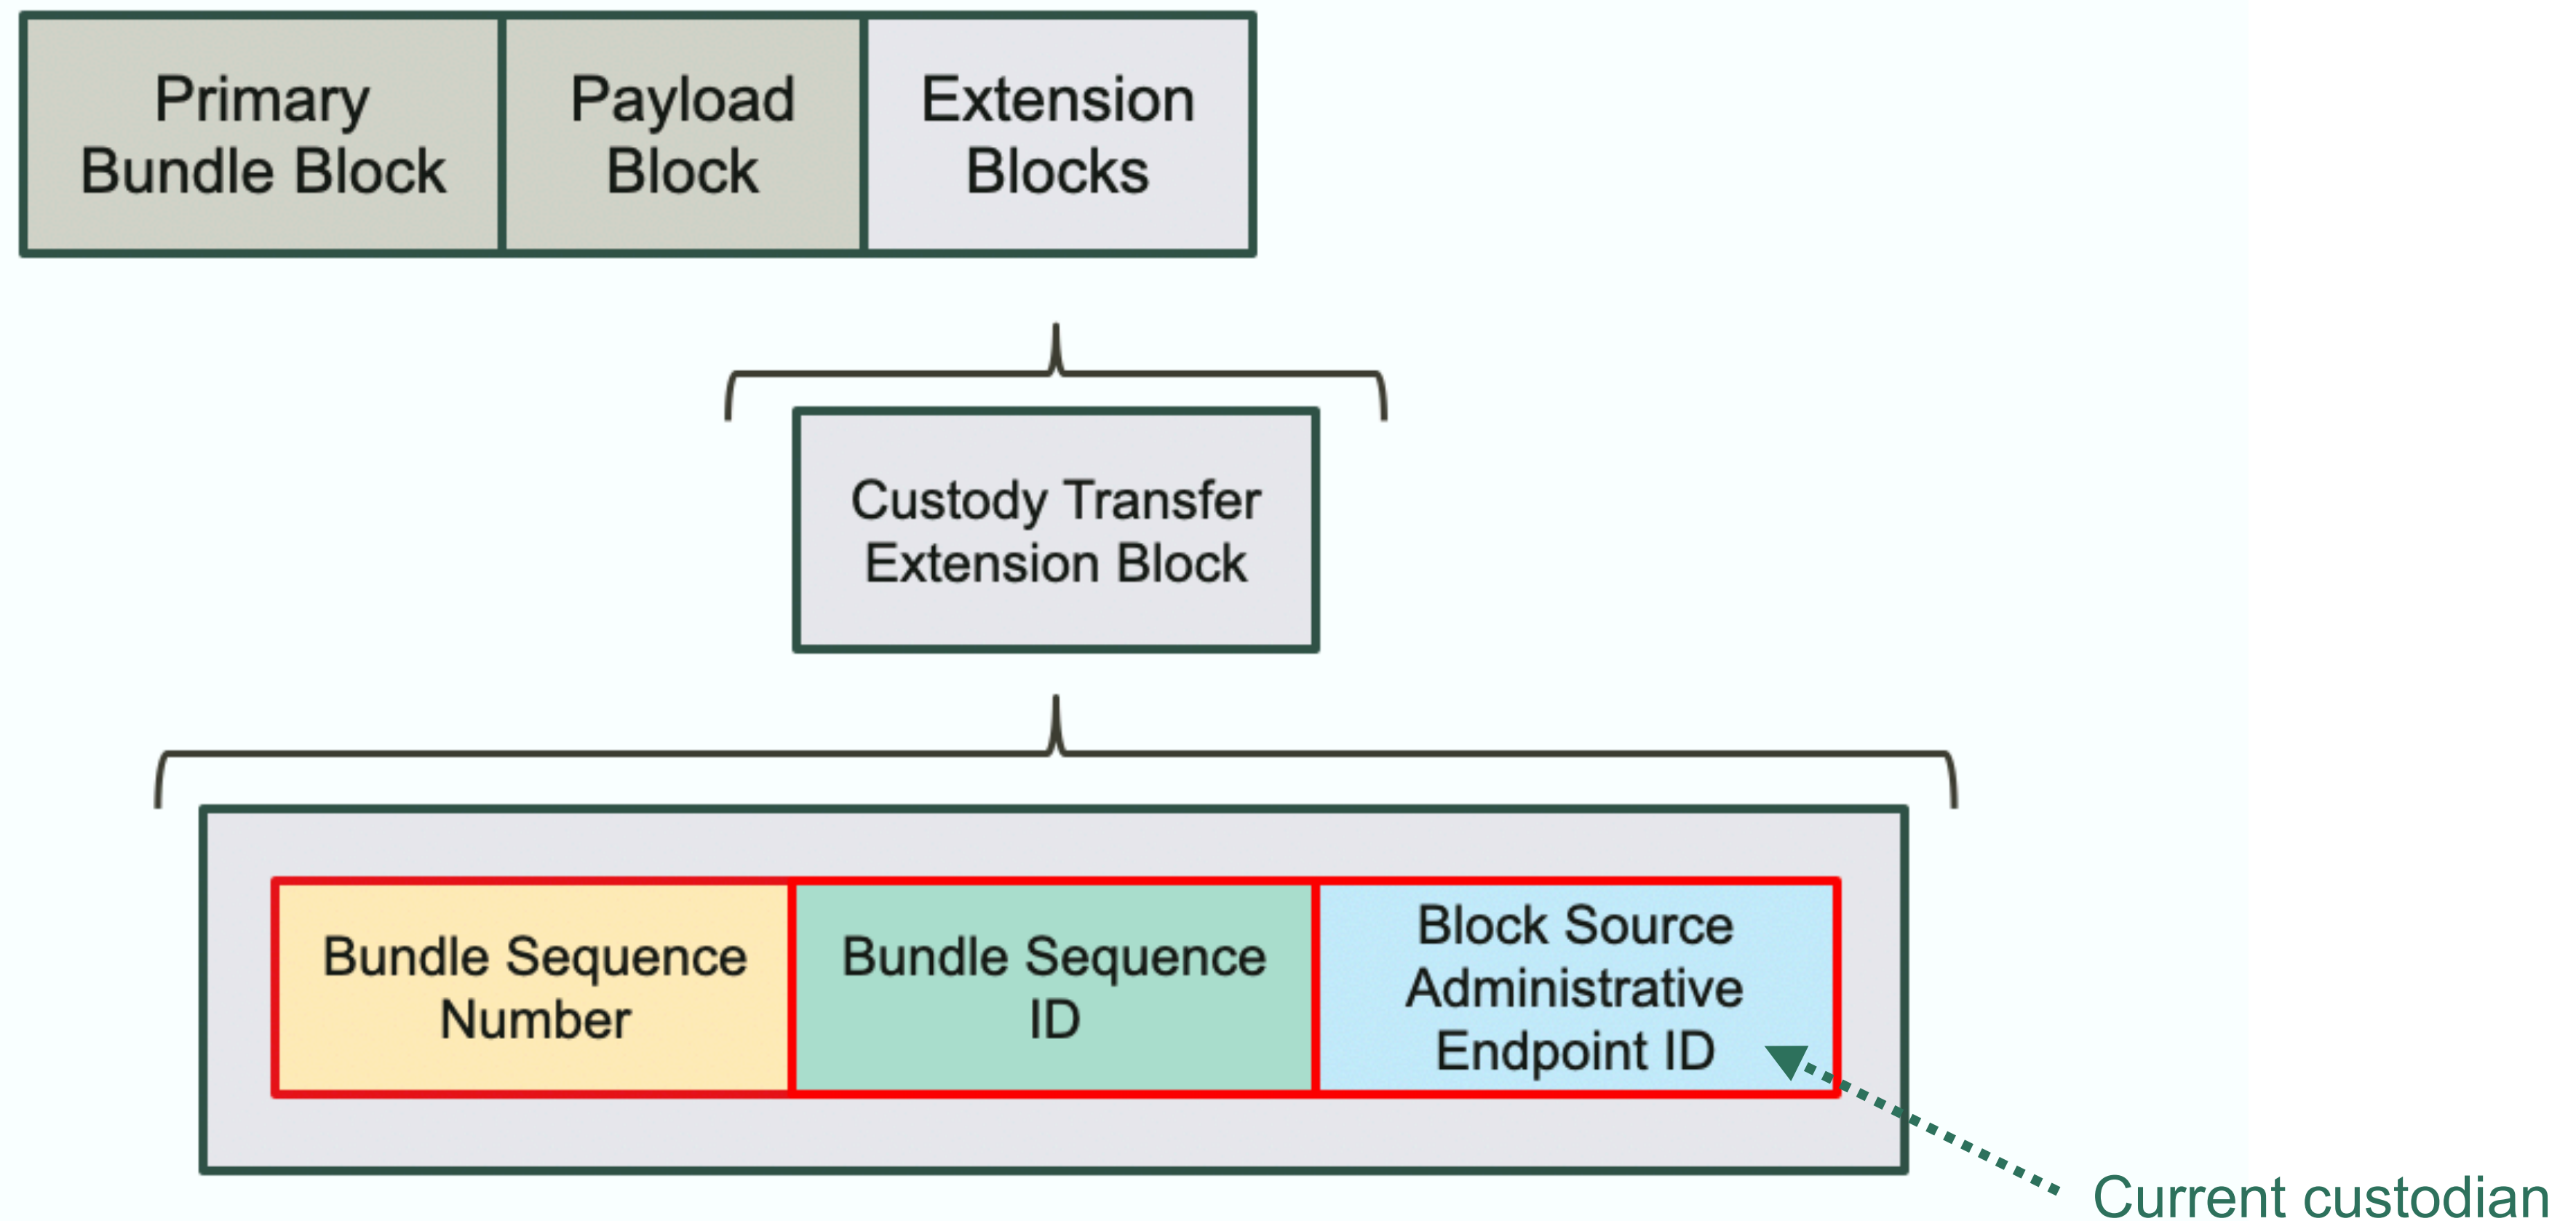 Primary
Bundle Block
Payload
Block
Extension
Blocks
Custody Transfer
Extension Block
Bundle Sequence
Number
Bundle Sequence
ID
Block Source
Administrative
Endpoint ID
Current custodian